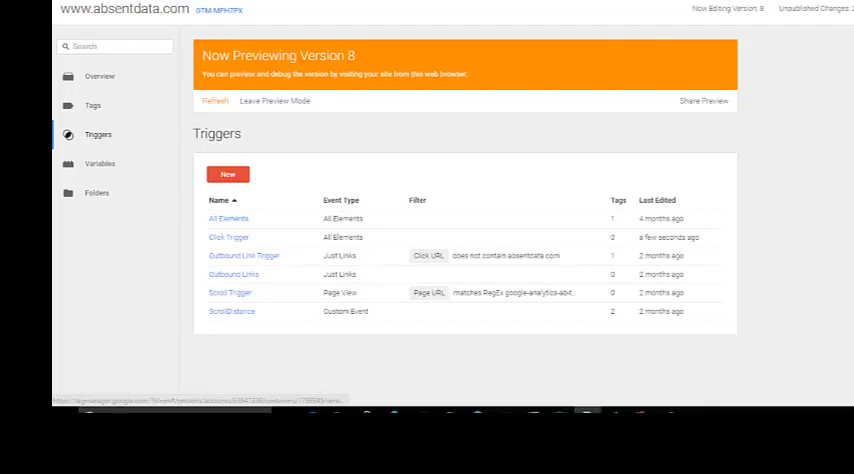 www.absentdata.com GTM-MPH7PX Now Editing Version: 8 Unpublished Changes: 2
Search
Overview
Tags
Triggers
Variables
Folders
Now Previewing Version 8
You can preview and debug the version by visiting your site from this web browser.
Refresh Leave Preview Mode Share Preview
Triggers
New
Name Event Type Filter Tags Last Edited
All Elements All Elements 1 4 months ago
Click Trigger All Elements 0 a few seconds ago
Outbound Link Trigger Just Links Click URL does not contain absentdata.com 1 2 months ago
Outbound Links Just Links 0 2 months ago
Scroll Trigger Page View Page URL matches RegEx google-analytics-ab-t... 0 2 months ago
ScrollDistance Custom Event 2 2 months ago